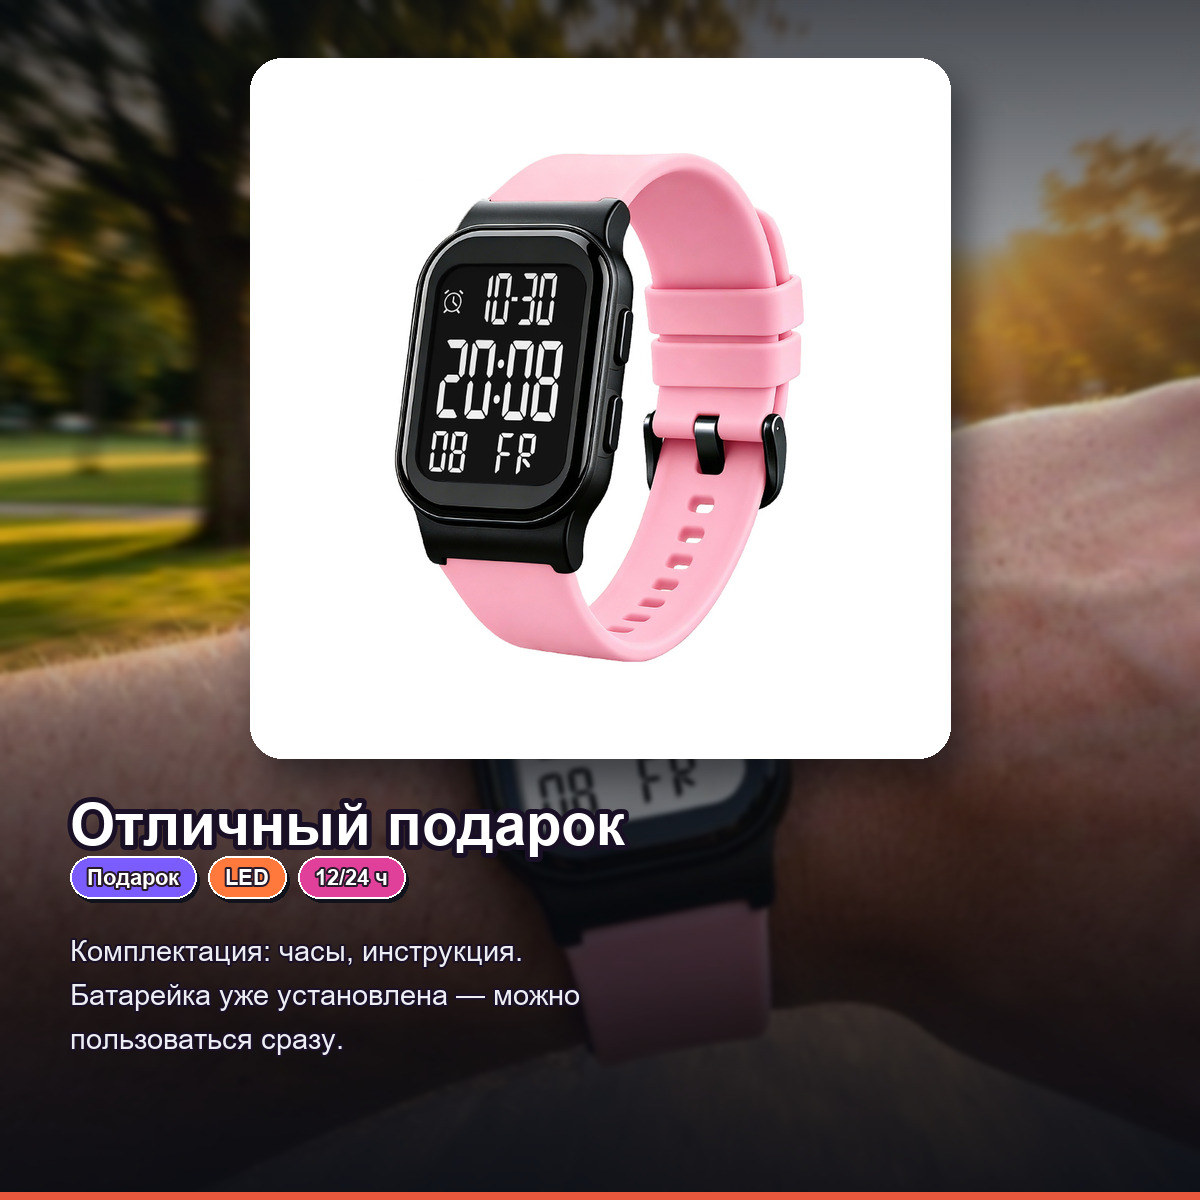 10:30
20:08
08 FR
08 FR
Отличный подарок
Подарок LED 12/24 ч
Комплектация: часы, инструкция.
Батарейка уже установлена — можно
пользоваться сразу.